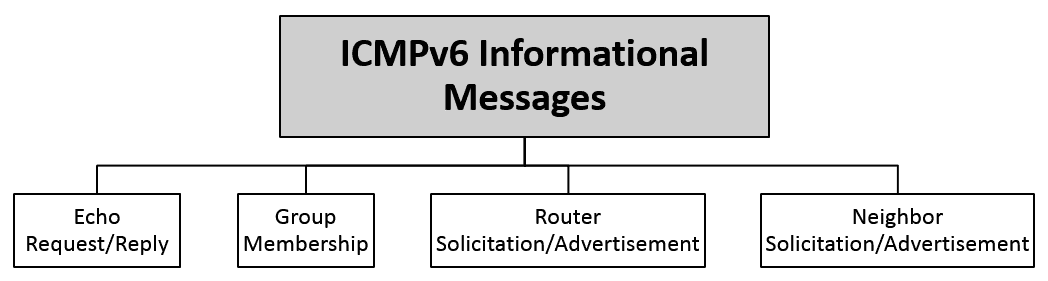 ICMPv6 Informational
Messages
Echo
Request/Reply
Group
Membership
Router
Solicitation/Advertisement
Neighbor
Solicitation/Advertisement